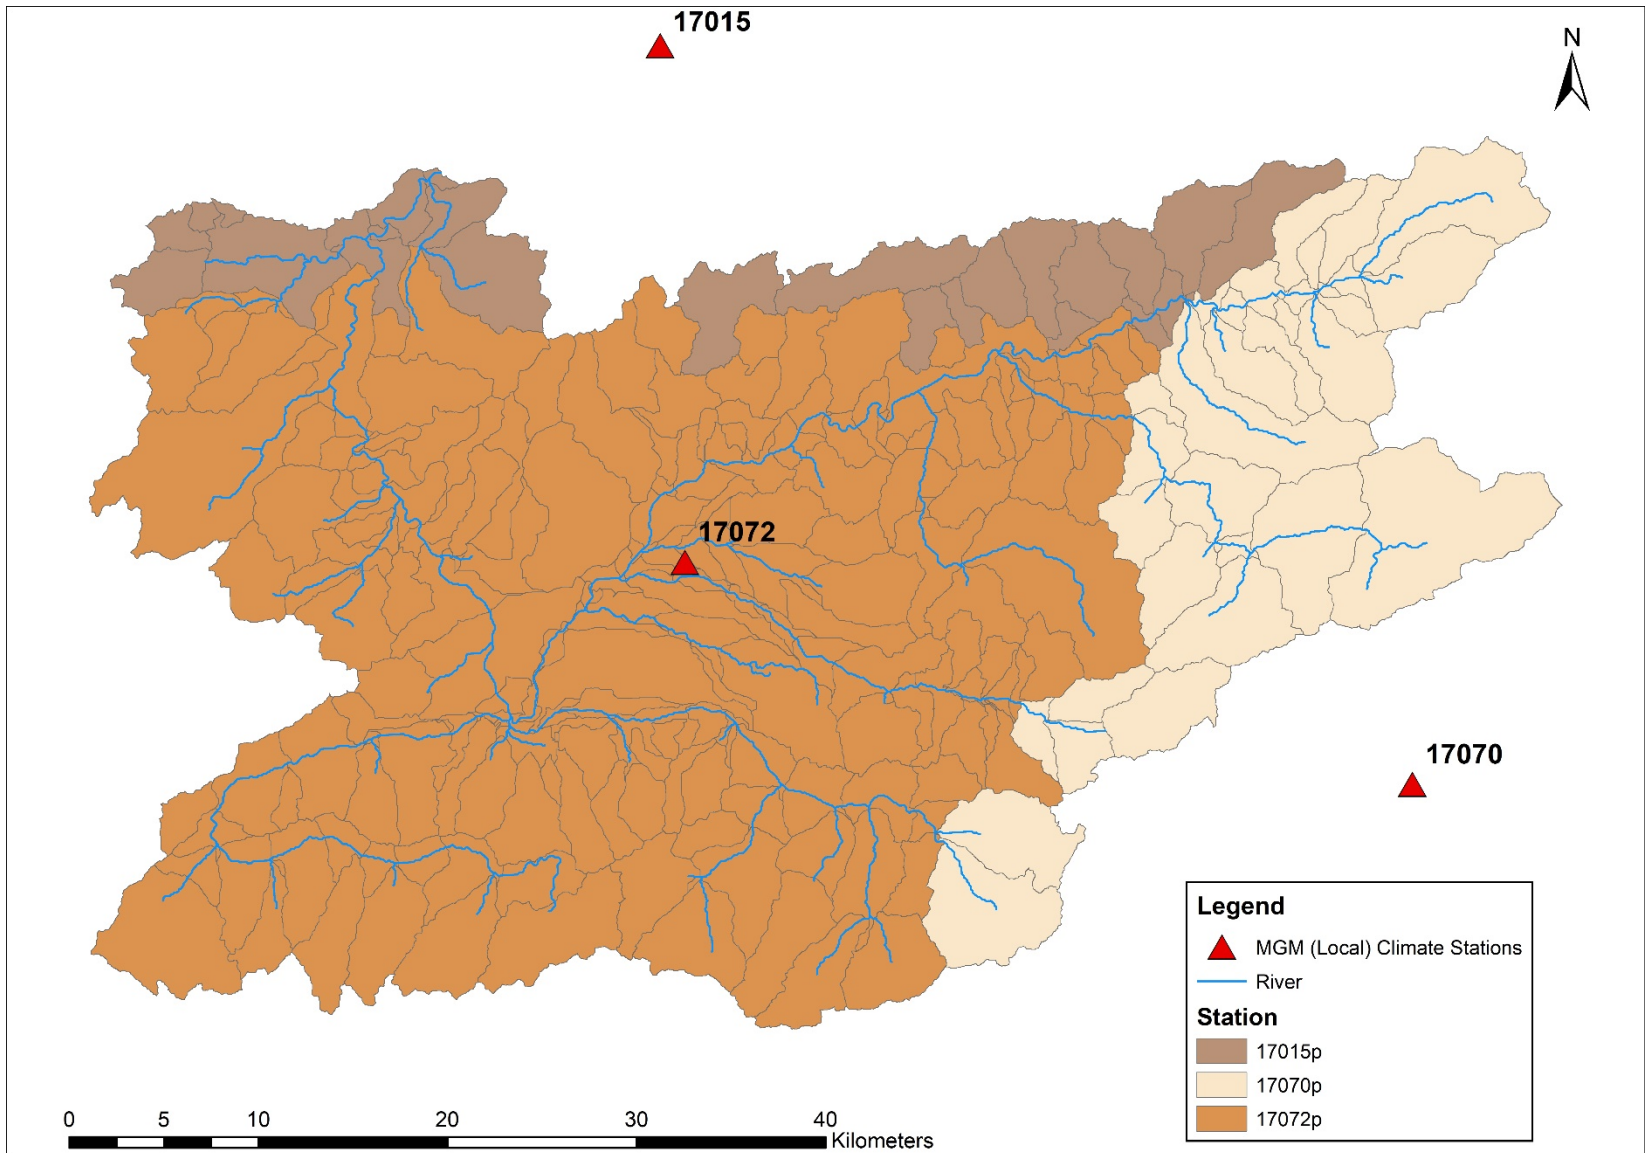 17015
N
17072
17070
Legend
MGM (Local) Climate Stations
River
Station
17015p
17070p
17072p
0 5 10 20 30 40
Kilometers